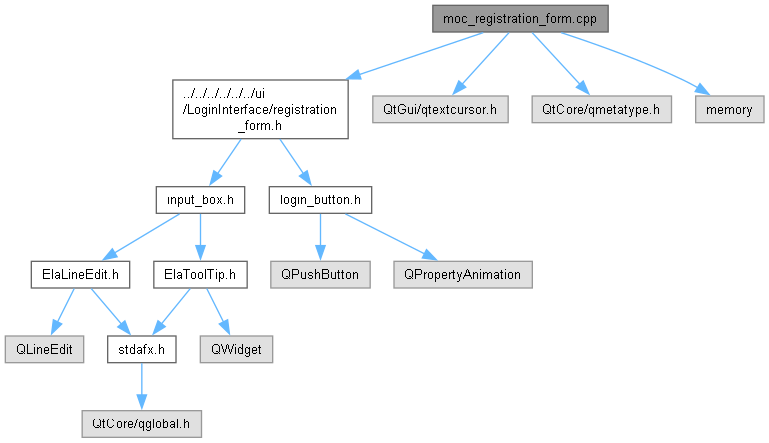 moc_registration_form.cpp
../../../../../../ui
/LoginInterface/registration
_form.h
QtGui/qtextcursor.h
QtCore/qmetatype.h
memory
input_box.h
login_button.h
ElaLineEdit.h
ElaToolTip.h
QPushButton
QPropertyAnimation
QLineEdit
stdafx.h
QWidget
QtCore/qglobal.h